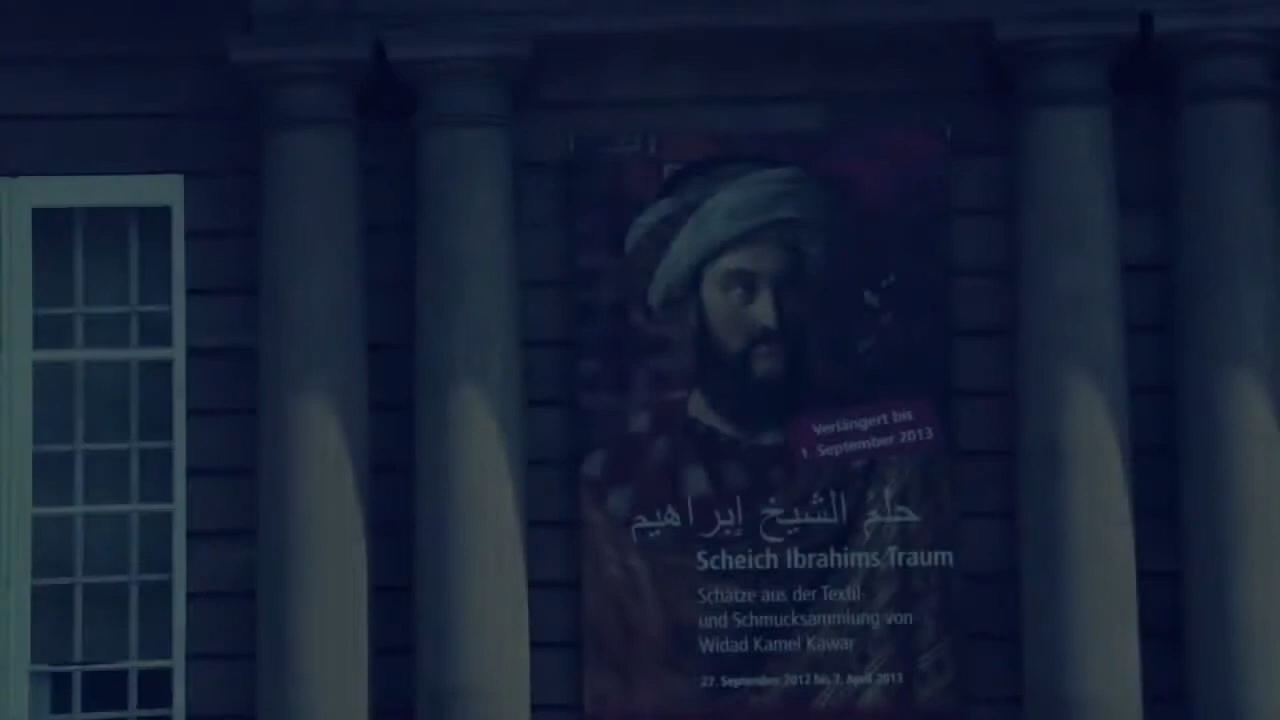 Verlängert bis
1. September 2013
حلمُ الشيخ إبراهيم
Scheich Ibrahims Traum
Schätze aus der Textil-
und Schmucksammlung von
Widad Kamel Kawar
27. September 2012 bis 7. April 2013